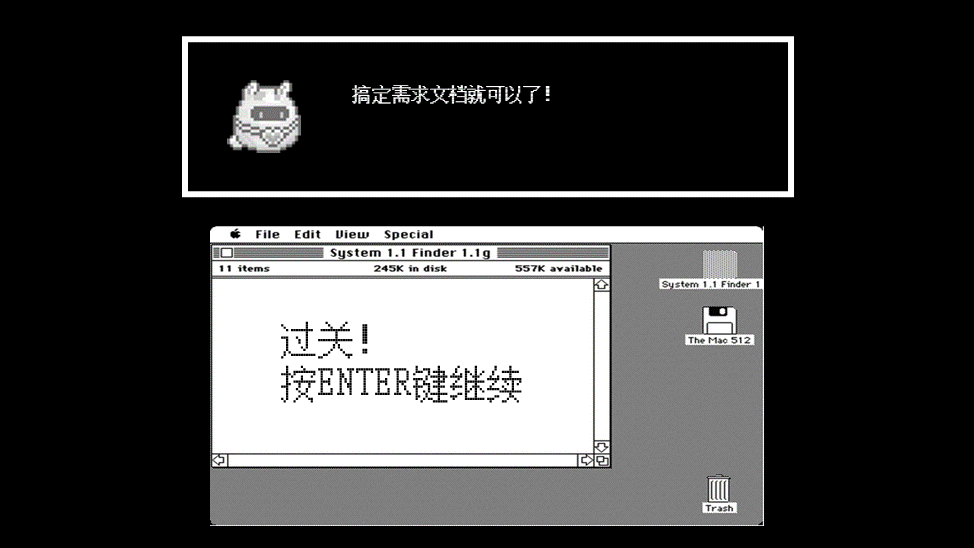 搞定需求文档就可以了!
File Edit View Special
System 1.1 Finder 1.1g
11 items 245K in disk 557K available
System 1.1 Finder 1
The Mac 512
过关!
按ENTER键继续
Trash